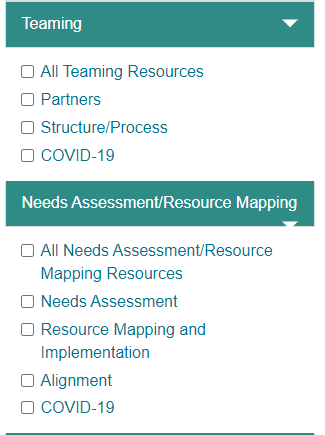 Teaming
All Teaming Resources
Partners
Structure/Process
COVID-19
Needs Assessment/Resource Mapping
All Needs Assessment/Resource
Mapping Resources
Needs Assessment
Resource Mapping and
Implementation
Alignment
COVID-19